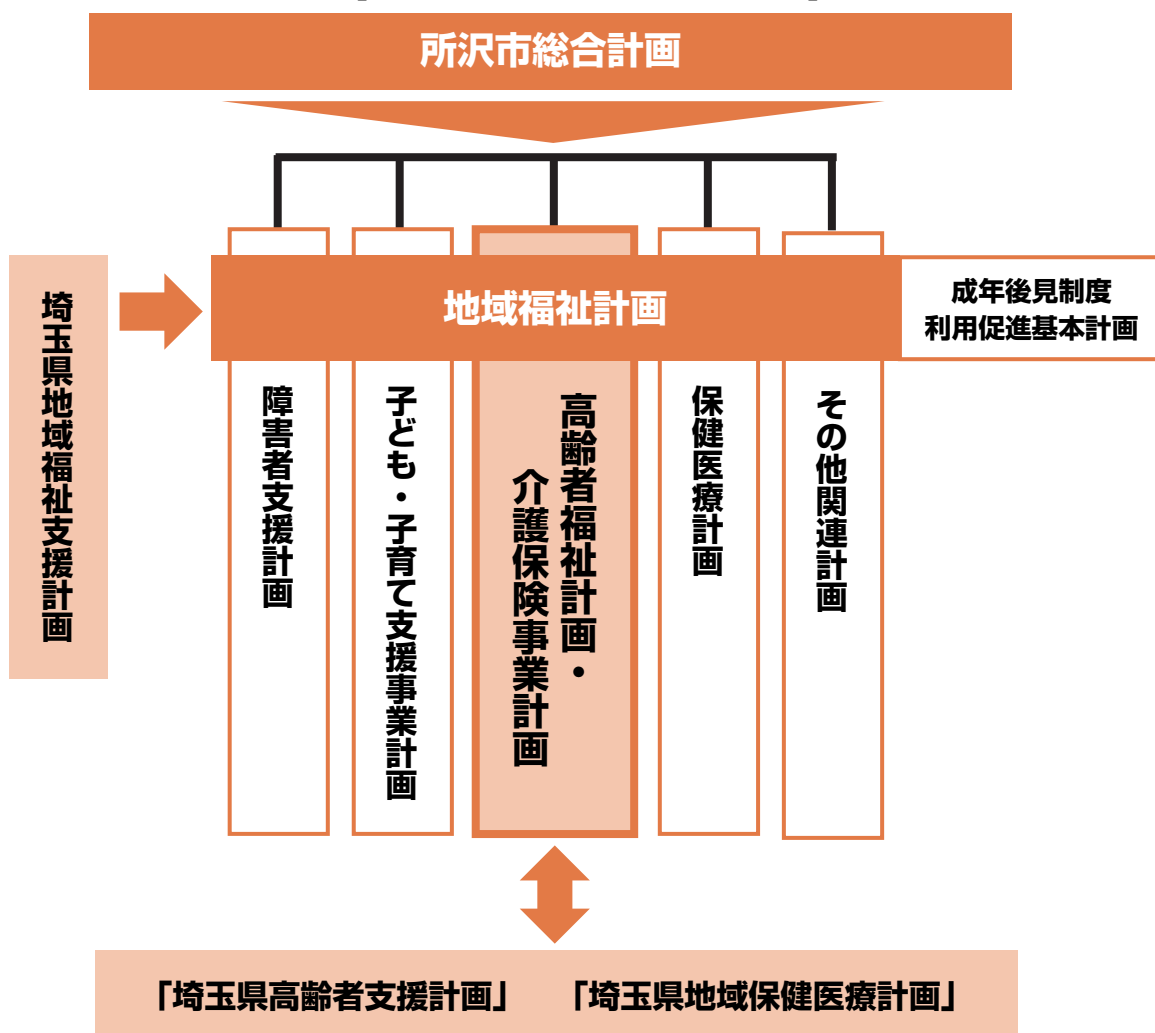 所沢市総合計画
地域福祉計画
成年後見制度
利用促進基本計画
埼玉県地域福祉支援計画
障害者支援計画
子ども・子育て支援事業計画
高齢者福祉計画・
介護保険事業計画
保健医療計画
その他関連計画
「埼玉県高齢者支援計画」 「埼玉県地域保健医療計画」